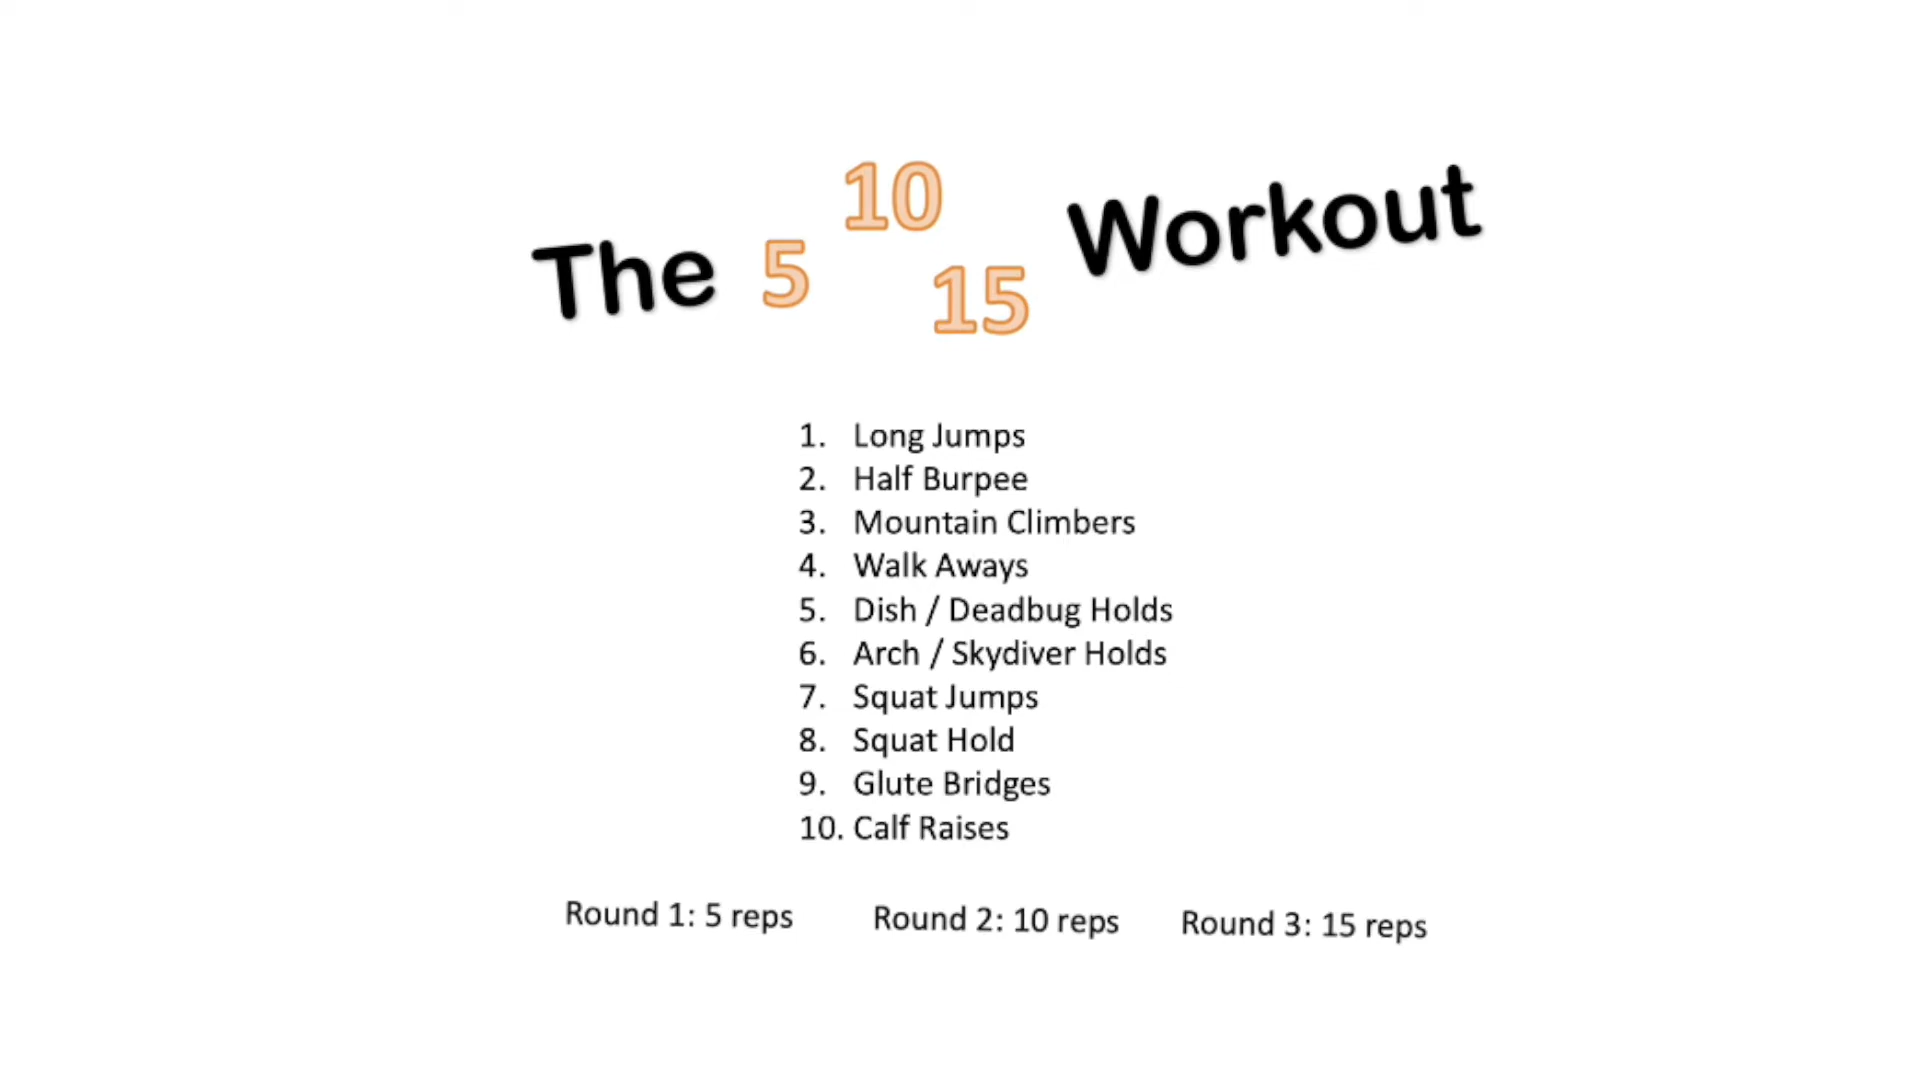 The 5 10 15 Workout
1. Long Jumps
2. Half Burpee
3. Mountain Climbers
4. Walk Aways
5. Dish / Deadbug Holds
6. Arch / Skydiver Holds
7. Squat Jumps
8. Squat Hold
9. Glute Bridges
10. Calf Raises
Round 1: 5 reps Round 2: 10 reps Round 3: 15 reps